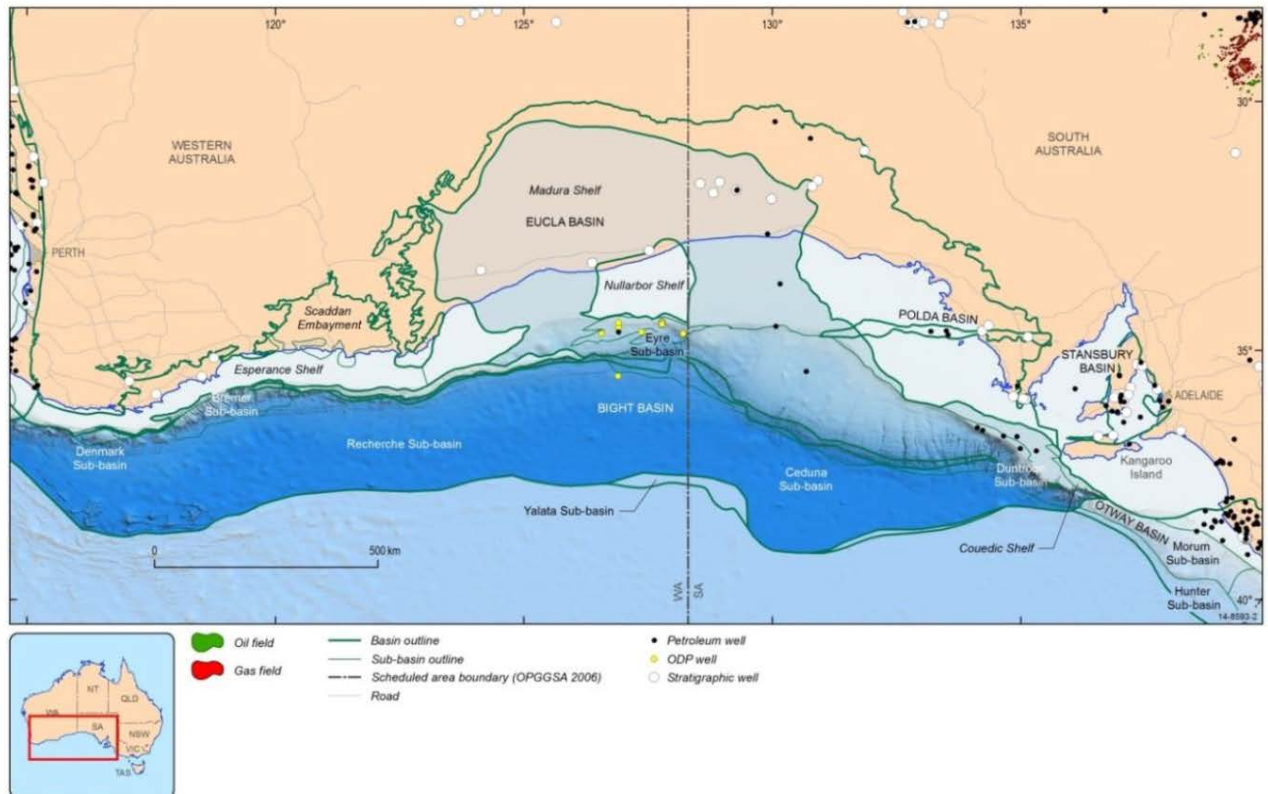 120°
125°
130°
135°
30°
WESTERN
AUSTRALIA
SOUTH
AUSTRALIA
Madura Shelf
EUCLA BASIN
PERTH
Nullarbor Shelf
Scaddan
Embayment
POLDA BASIN
Eyre
Sub-basin
35°
STANSBURY
BASIN
Esperance Shelf
ADELAIDE
Bremer
Sub-basin
BIGHT BASIN
Recherche Sub-basin
Denmark
Sub-basin
Ceduna
Sub-basin
Duntroon
Sub-basin
Kangaroo
Island
Yalata Sub-basin
OTWAY BASIN
Couedic Shelf
Morum
Sub-basin
0
500 km
WA
SA
Hunter
Sub-basin
40°
14-8593-2
Oil field
Gas field
Basin outline
Sub-basin outline
Scheduled area boundary (OPGGSA 2006)
Road
Petroleum well
ODP well
Stratigraphic well
NT
QLD
WA
SA
NSW
VIC
TAS